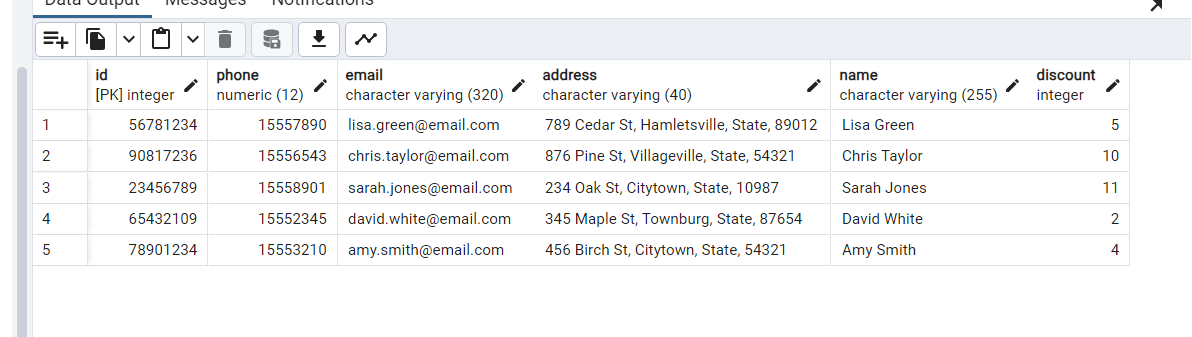 Data Output Messages Notifications
id phone email address name discount
[PK] integer numeric (12) character varying (320) character varying (40) character varying (255) integer
1 56781234 15557890 lisa.green@email.com 789 Cedar St, Hamletsville, State, 89012 Lisa Green 5
2 90817236 15556543 chris.taylor@email.com 876 Pine St, Villageville, State, 54321 Chris Taylor 10
3 23456789 15558901 sarah.jones@email.com 234 Oak St, Citytown, State, 10987 Sarah Jones 11
4 65432109 15552345 david.white@email.com 345 Maple St, Townburg, State, 87654 David White 2
5 78901234 15553210 amy.smith@email.com 456 Birch St, Citytown, State, 54321 Amy Smith 4